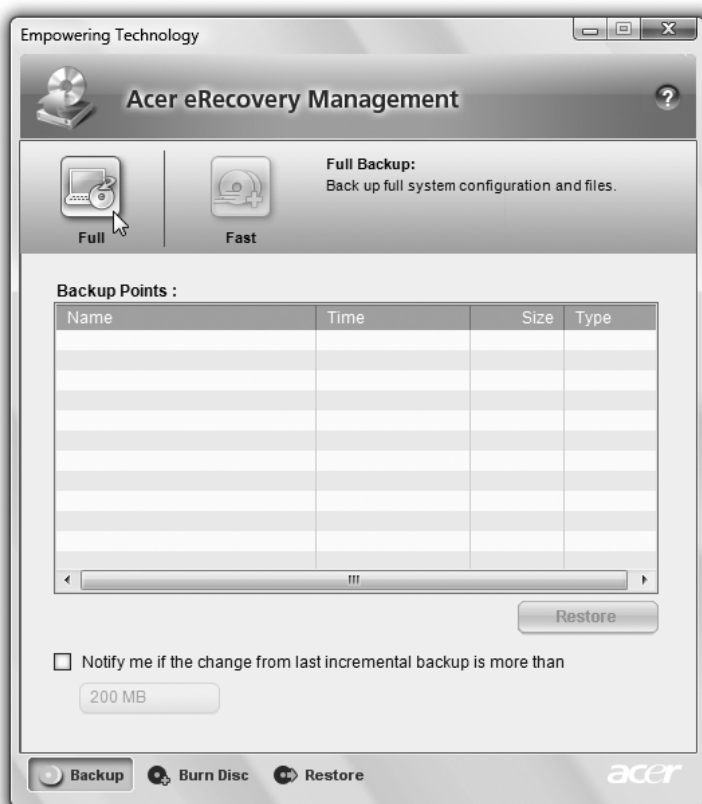 Empowering Technology
Acer eRecovery Management
?
Full Backup:
Back up full system configuration and files.
Full
Fast
Backup Points :
Name Time Size Type
Restore
Notify me if the change from last incremental backup is more than
200 MB
Backup Burn Disc Restore acer